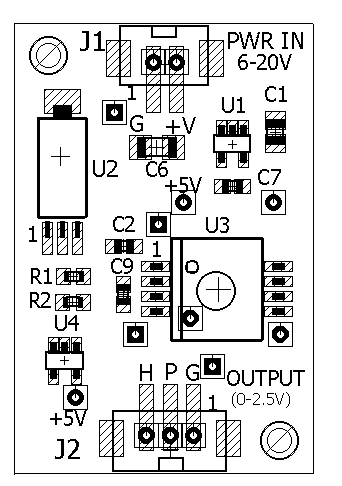 J1
PWR IN
6-20V
1
U1
C1
G
+V
U2
C6
+5V
C7
1
C2
U3
C9
1
R1
R2
U4
H P G
OUTPUT
+5V
1
(0-2.5V)
J2